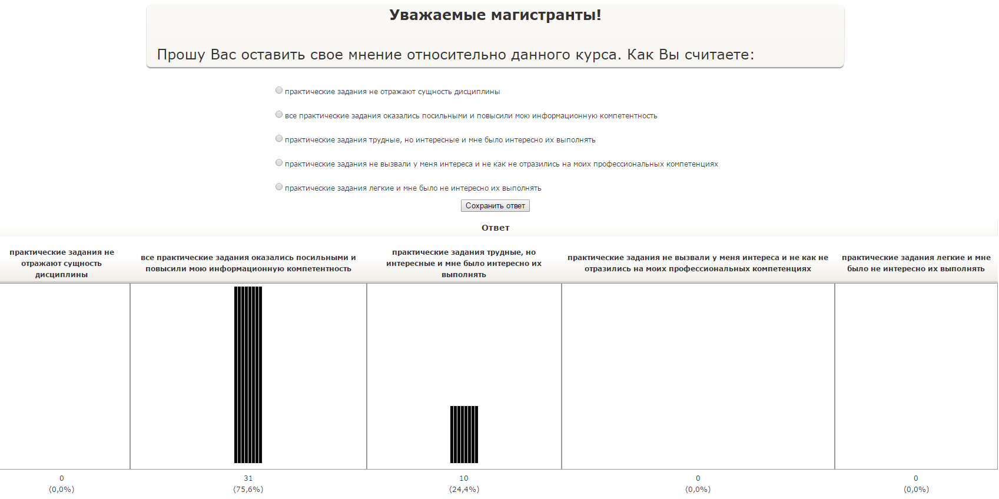 Уважаемые магистранты!
Прошу Вас оставить свое мнение относительно данного курса. Как Вы считаете:
практические задания не отражают сущность дисциплины
все практические задания оказались посильными и повысили мою информационную компетентность
практические задания трудные, но интересные и мне было интересно их выполнять
практические задания не вызвали у меня интереса и не как не отразились на моих профессиональных компетенциях
практические задания легкие и мне было не интересно их выполнять
Сохранить ответ
Ответ
практические задания не
отражают сущность
дисциплины
все практические задания оказались посильными и
повысили мою информационную компетентность
практические задания трудные, но
интересные и мне было интересно их
выполнять
практические задания не вызвали у меня интереса и не как не
отразились на моих профессиональных компетенциях
практические задания легкие и мне
было не интересно их выполнять
0
(0,0%)
31
(75,6%)
10
(24,4%)
0
(0,0%)
0
(0,0%)